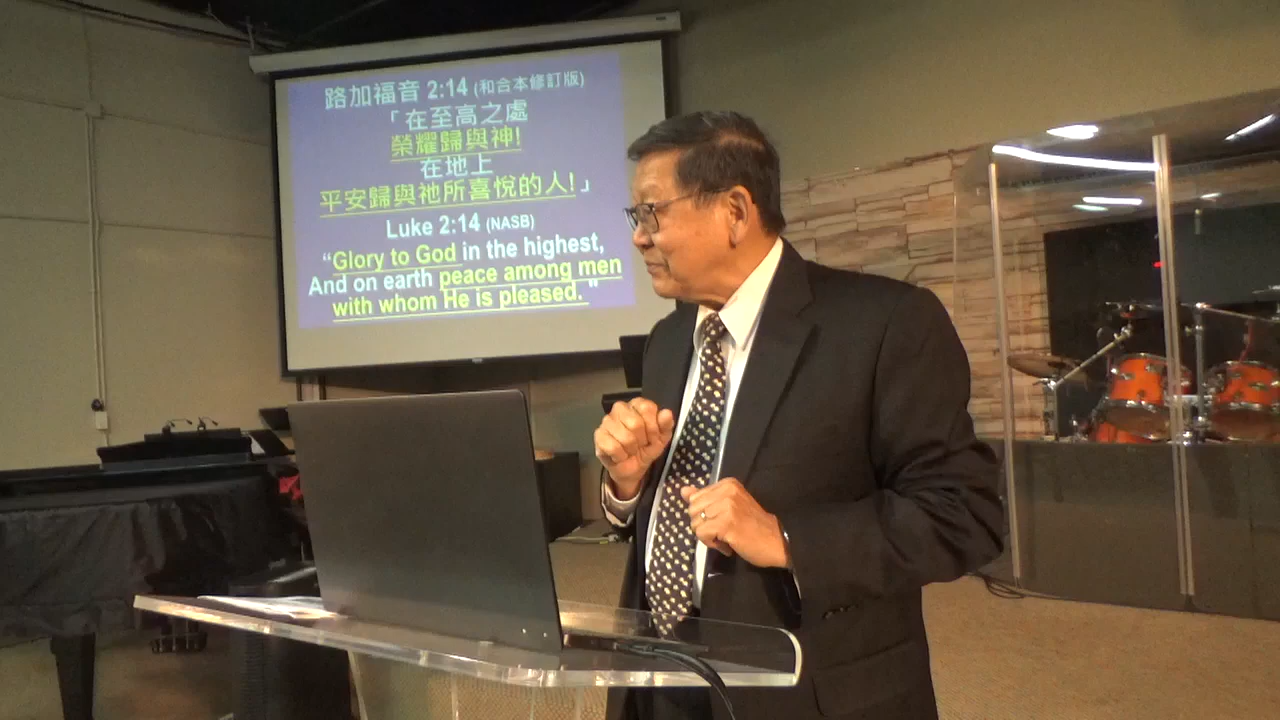 路加福音 2:14 (和合本修訂版)
「在至高之處
榮耀歸與神!
在地上
平安歸與祂所喜悅的人!」
Luke 2:14 (NASB)
“Glory to God in the highest,
And on earth peace among men
with whom He is pleased.”